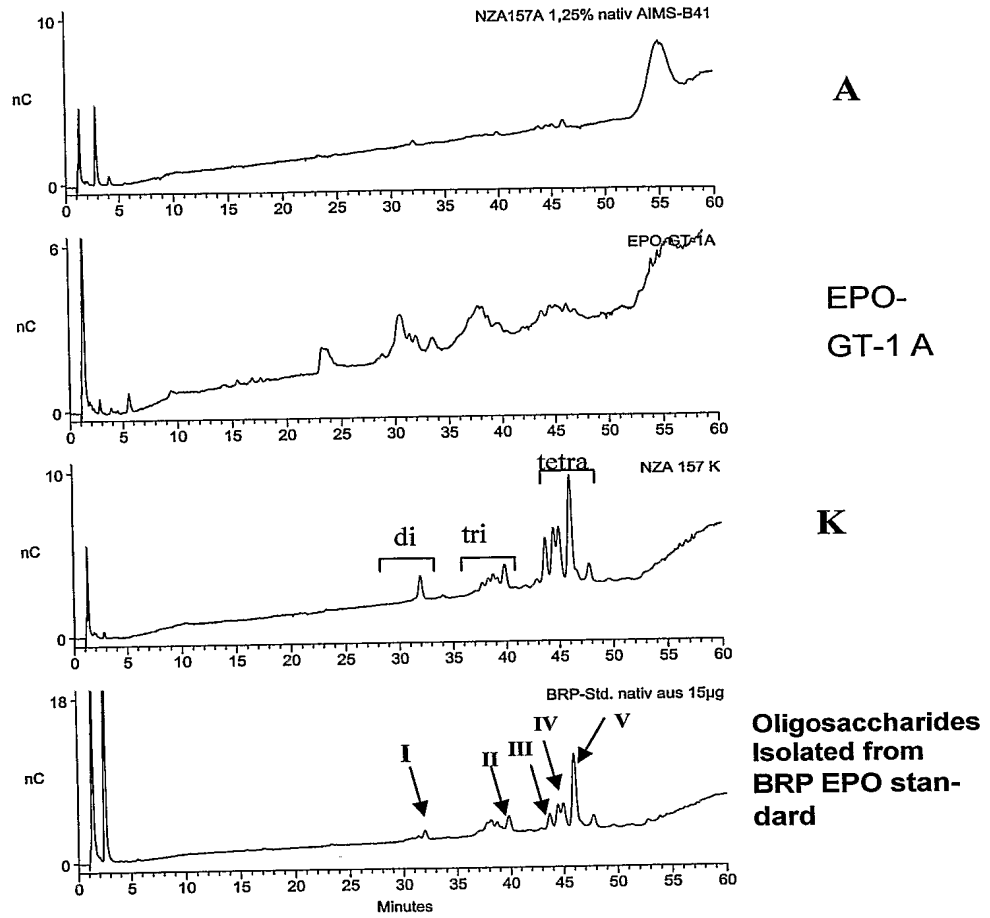 NZA157A 1,25% nativ AIMS-B41
10
nC
0
A
0 5 10 15 20 25 30 35 40 45 50 55 60
EPO-GT-1A
6
nC
0
EPO-
GT-1 A
0 5 10 15 20 25 30 35 40 45 50 55 60
tetra
NZA 157 K
10
di
tri
nC
0
K
0 5 10 15 20 25 30 35 40 45 50 55 60
BRP-Std. nativ aus 15µg
18
I
II
III
IV
V
nC
0
Oligosaccharides
Isolated from
BRP EPO stan-
dard
0 5 10 15 20 25 30 35 40 45 50 55 60
Minutes